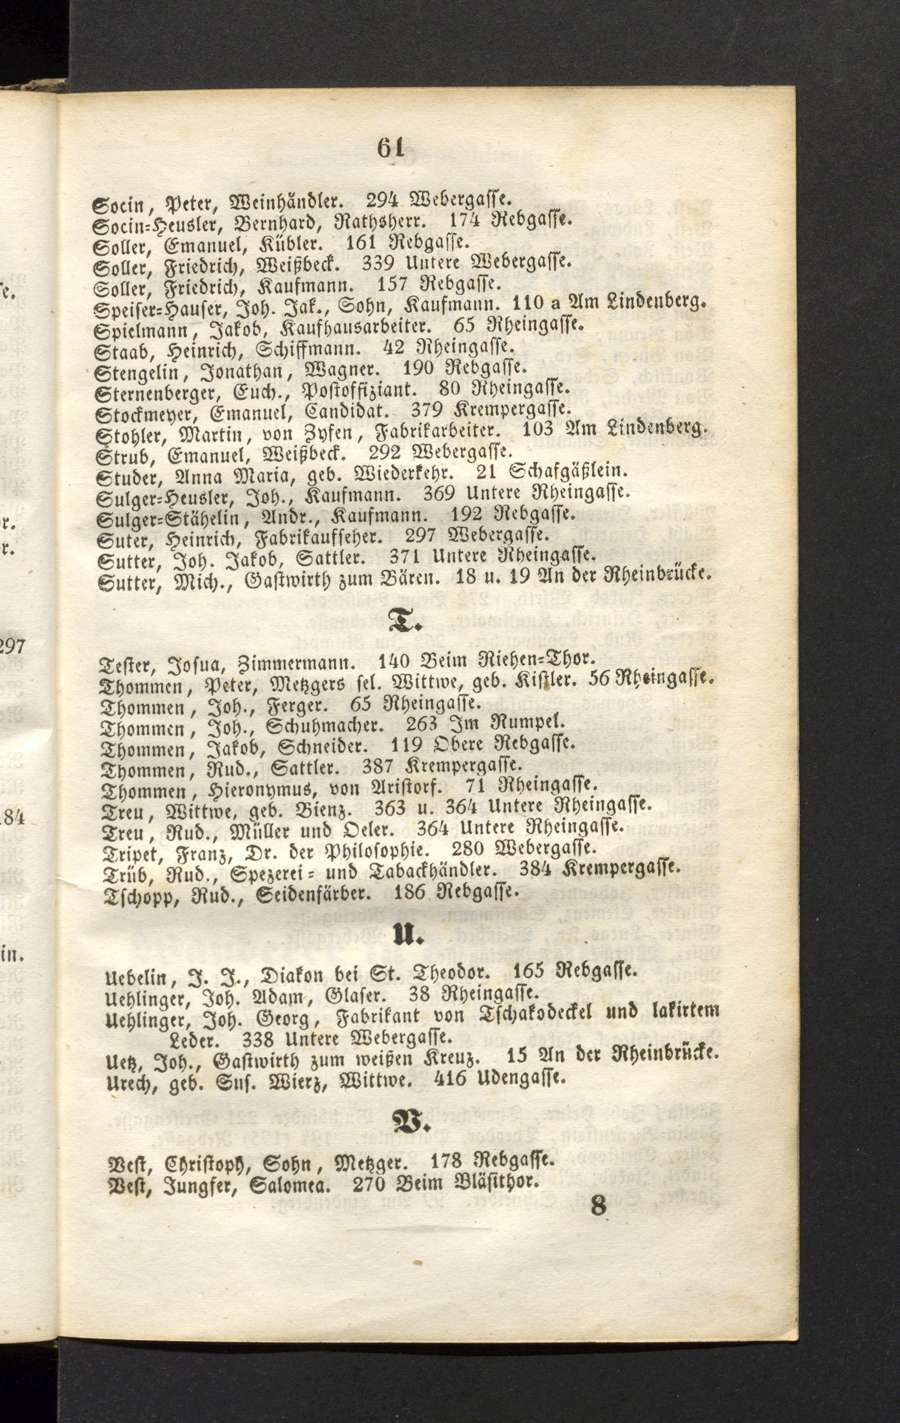 61
Socin, Peter, Weinhändler. 294 Webergasse.
Socin-Heusler, Bernhard, Rathsherr. 174 Rebgasse.
Soller, Emanuel, Kübler. 161 Rebgasse.
Soller, Friedrich, Weißbeck. 339 Untere Webergasse.
Soller, Friedrich, Kaufmann. 157 Rebgasse.
Speiser-Hauser, Joh. Jak., Sohn, Kaufmann. 110 a Am Lindenberg.
Spielmann, Jakob, Kaufhausarbeiter. 65 Rheingasse.
Staab, Heinrich, Schiffmann. 42 Rheingasse.
Stengelin, Jonathan, Wagner. 190 Rebgasse.
Sternenberger, Euch., Postoffiziant. 80 Rheingasse.
Stockmeyer, Emanuel, Candidat. 379 Krempergasse.
Stohler, Martin, von Zyfen, Fabrikarbeiter. 103 Am Lindenberg.
Strub, Emanuel, Weißbeck. 292 Webergasse.
Studer, Anna Maria, geb. Wiederkehr. 21 Schafgäßlein.
Sulger-Heusler, Joh., Kaufmann. 369 Untere Rheingasse.
Sulger-Stähelin, Andr., Kaufmann. 192 Rebgasse.
Suter, Heinrich, Fabrikaufseher. 297 Webergasse.
Sutter, Joh. Jakob, Sattler. 371 Untere Rheingasse.
Sutter, Mich., Gastwirth zum Bären. 18 u. 19 An der Rheinbrücke.
T.
Tester, Josua, Zimmermann. 140 Beim Riehen-Thor.
Thommen, Peter, Metzgers sel. Wittwe, geb. Kistler. 56 Rheingasse.
Thommen, Joh., Ferger. 65 Rheingasse.
Thommen, Joh., Schuhmacher. 263 Im Rumpel.
Thommen, Jakob, Schneider. 119 Obere Rebgasse.
Thommen, Rud., Sattler. 387 Krempergasse.
Thommen, Hieronymus, von Aristorf. 71 Rheingasse.
Treu, Wittwe, geb. Bienz. 363 u. 364 Untere Rheingasse.
Treu, Rud., Müller und Oeler. 364 Untere Rheingasse.
Tripet, Franz, Dr. der Philosophie. 280 Webergasse.
Trüb, Rud., Spezerei- und Tabackhändler. 384 Krempergasse.
Tschopp, Rud., Seidenfärber. 186 Rebgasse.
U.
Uebelin, J. J., Diakon bei St. Theodor. 165 Rebgasse.
Uehlinger, Joh. Adam, Glaser. 38 Rheingasse.
Uehlinger, Joh. Georg, Fabrikant von Tschakodeckel und lakirtem
Leder. 338 Untere Webergasse.
Uetz, Joh., Gastwirth zum weißen Kreuz. 15 An der Rheinbrücke.
Urech, geb. Sus. Wierz, Wittwe. 416 Udengasse.
V.
Vest, Christoph, Sohn, Metzger. 178 Rebgasse.
Vest, Jungfer, Salomea. 270 Beim Bläsithor.
8